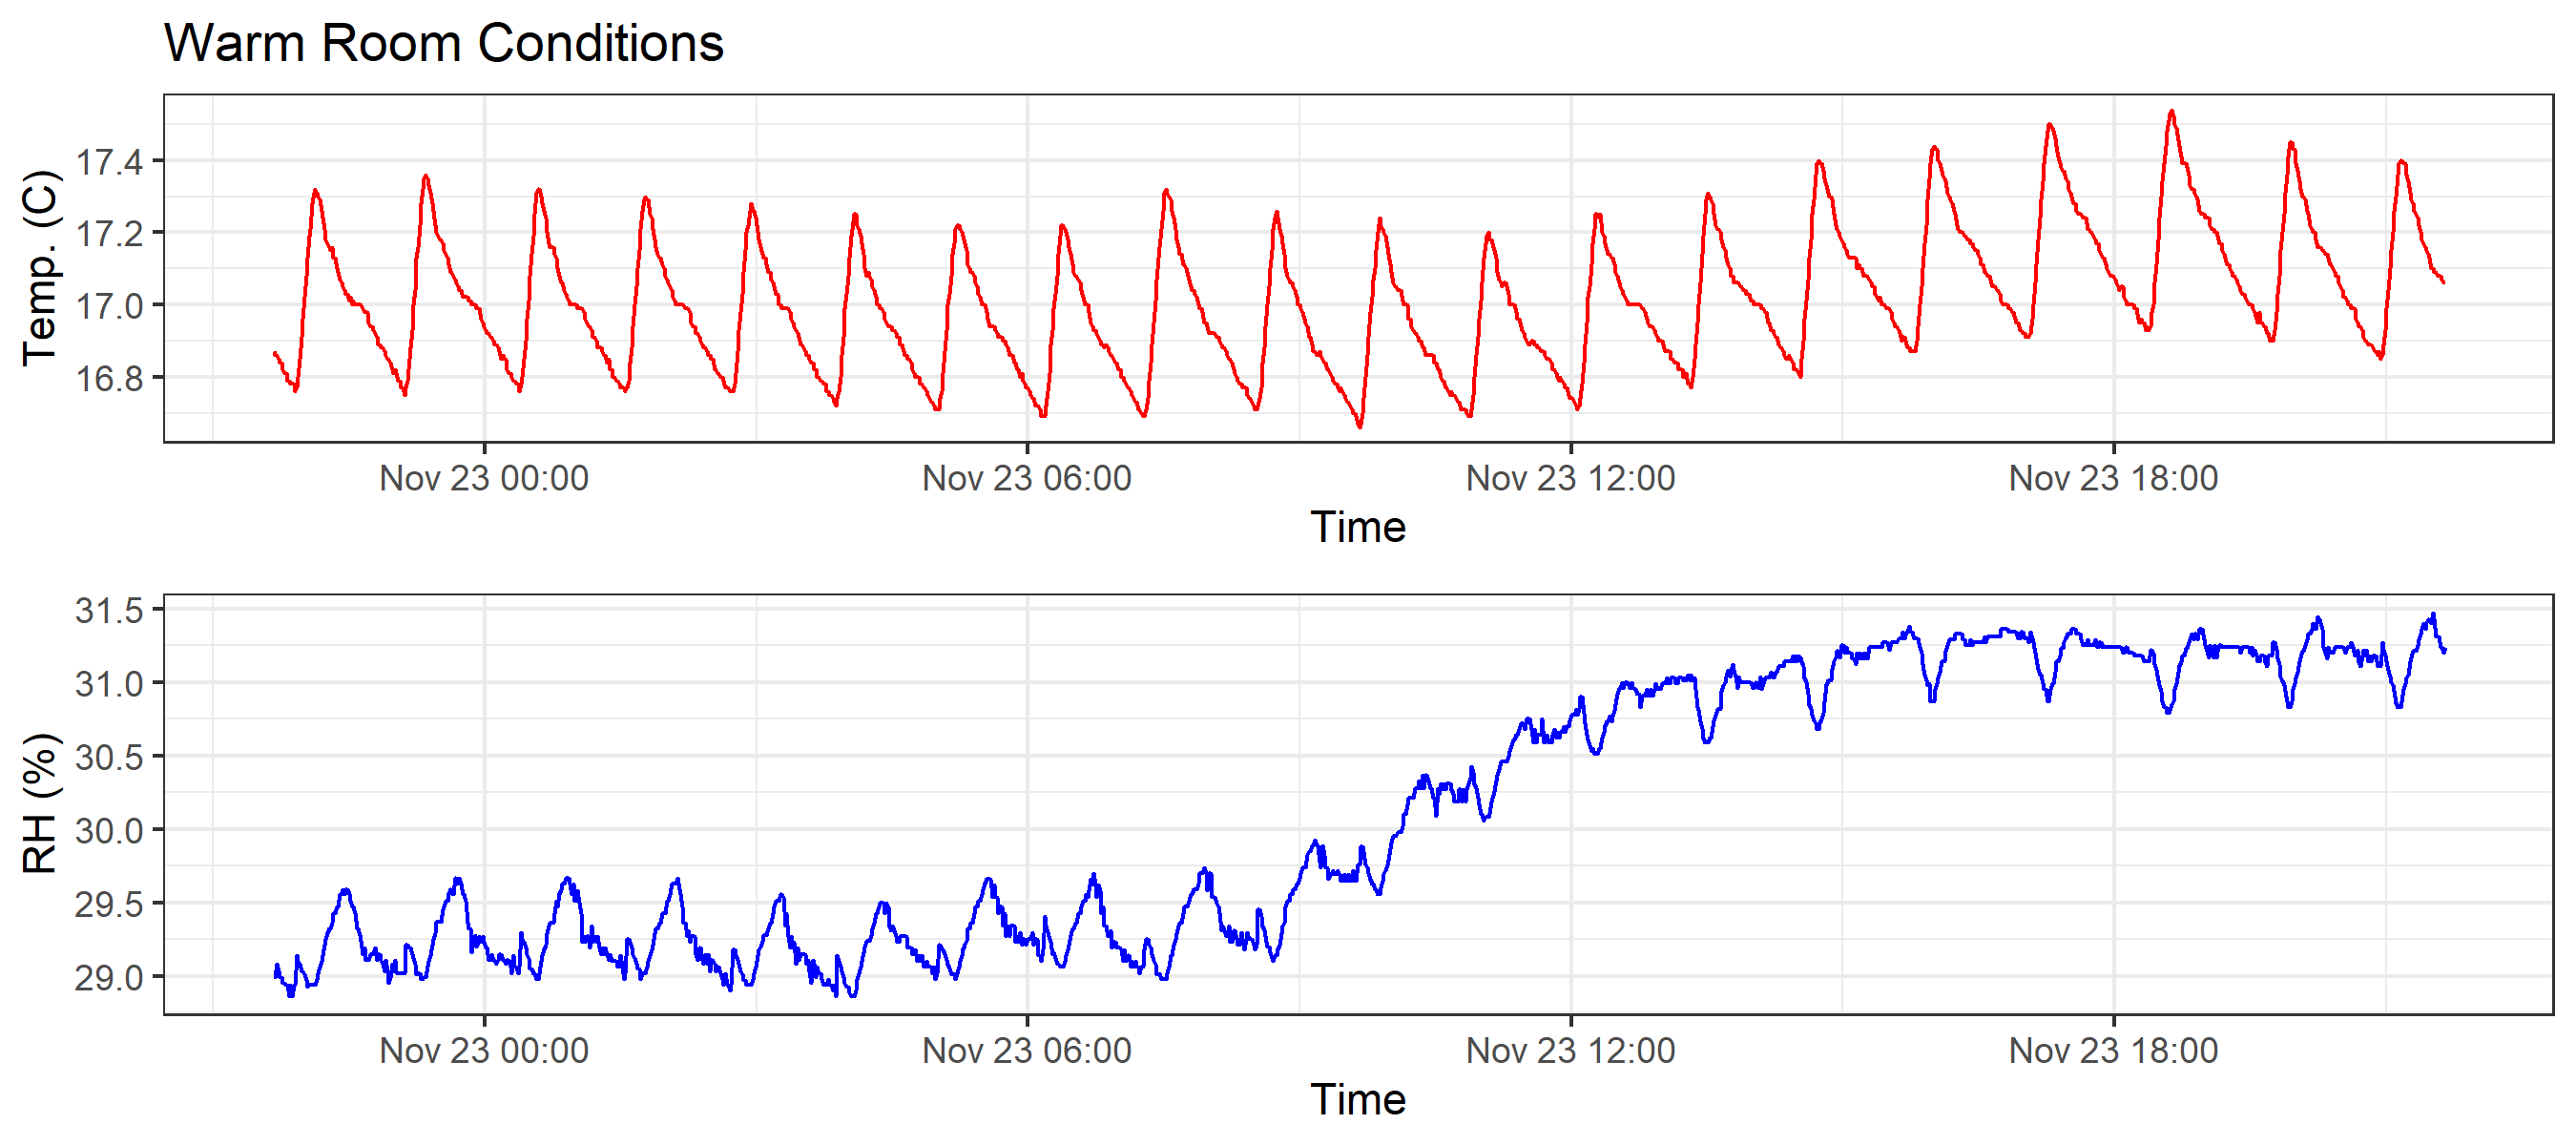 Warm Room Conditions
Temp. (C)
17.4
17.2
17.0
16.8
Nov 23 00:00 Nov 23 06:00 Nov 23 12:00 Nov 23 18:00
Time
RH (%)
31.5
31.0
30.5
30.0
29.5
29.0
Nov 23 00:00 Nov 23 06:00 Nov 23 12:00 Nov 23 18:00
Time